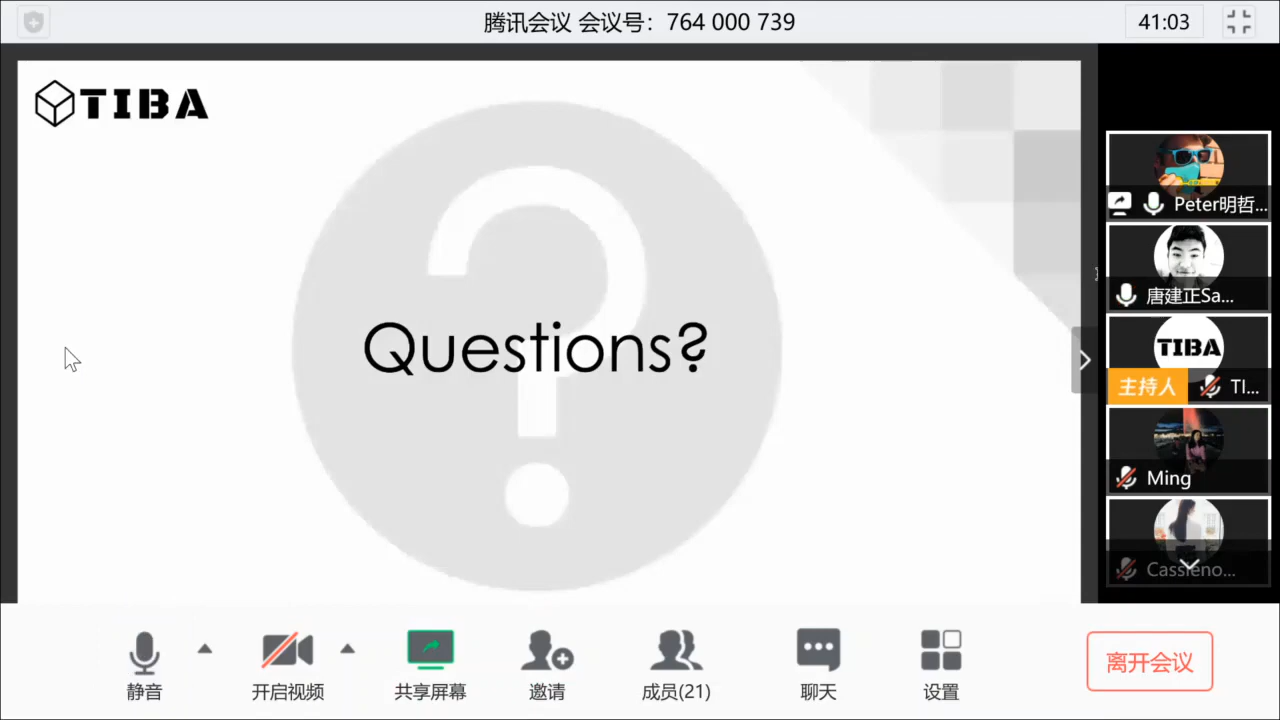 腾讯会议 会议号：764 000 739
41:03
TIBA
Questions?
Peter明哲...
唐建正Sa...
TIBA
主持人 TI...
Ming
Cassieno...
静音
开启视频
共享屏幕
邀请
成员(21)
聊天
设置
离开会议